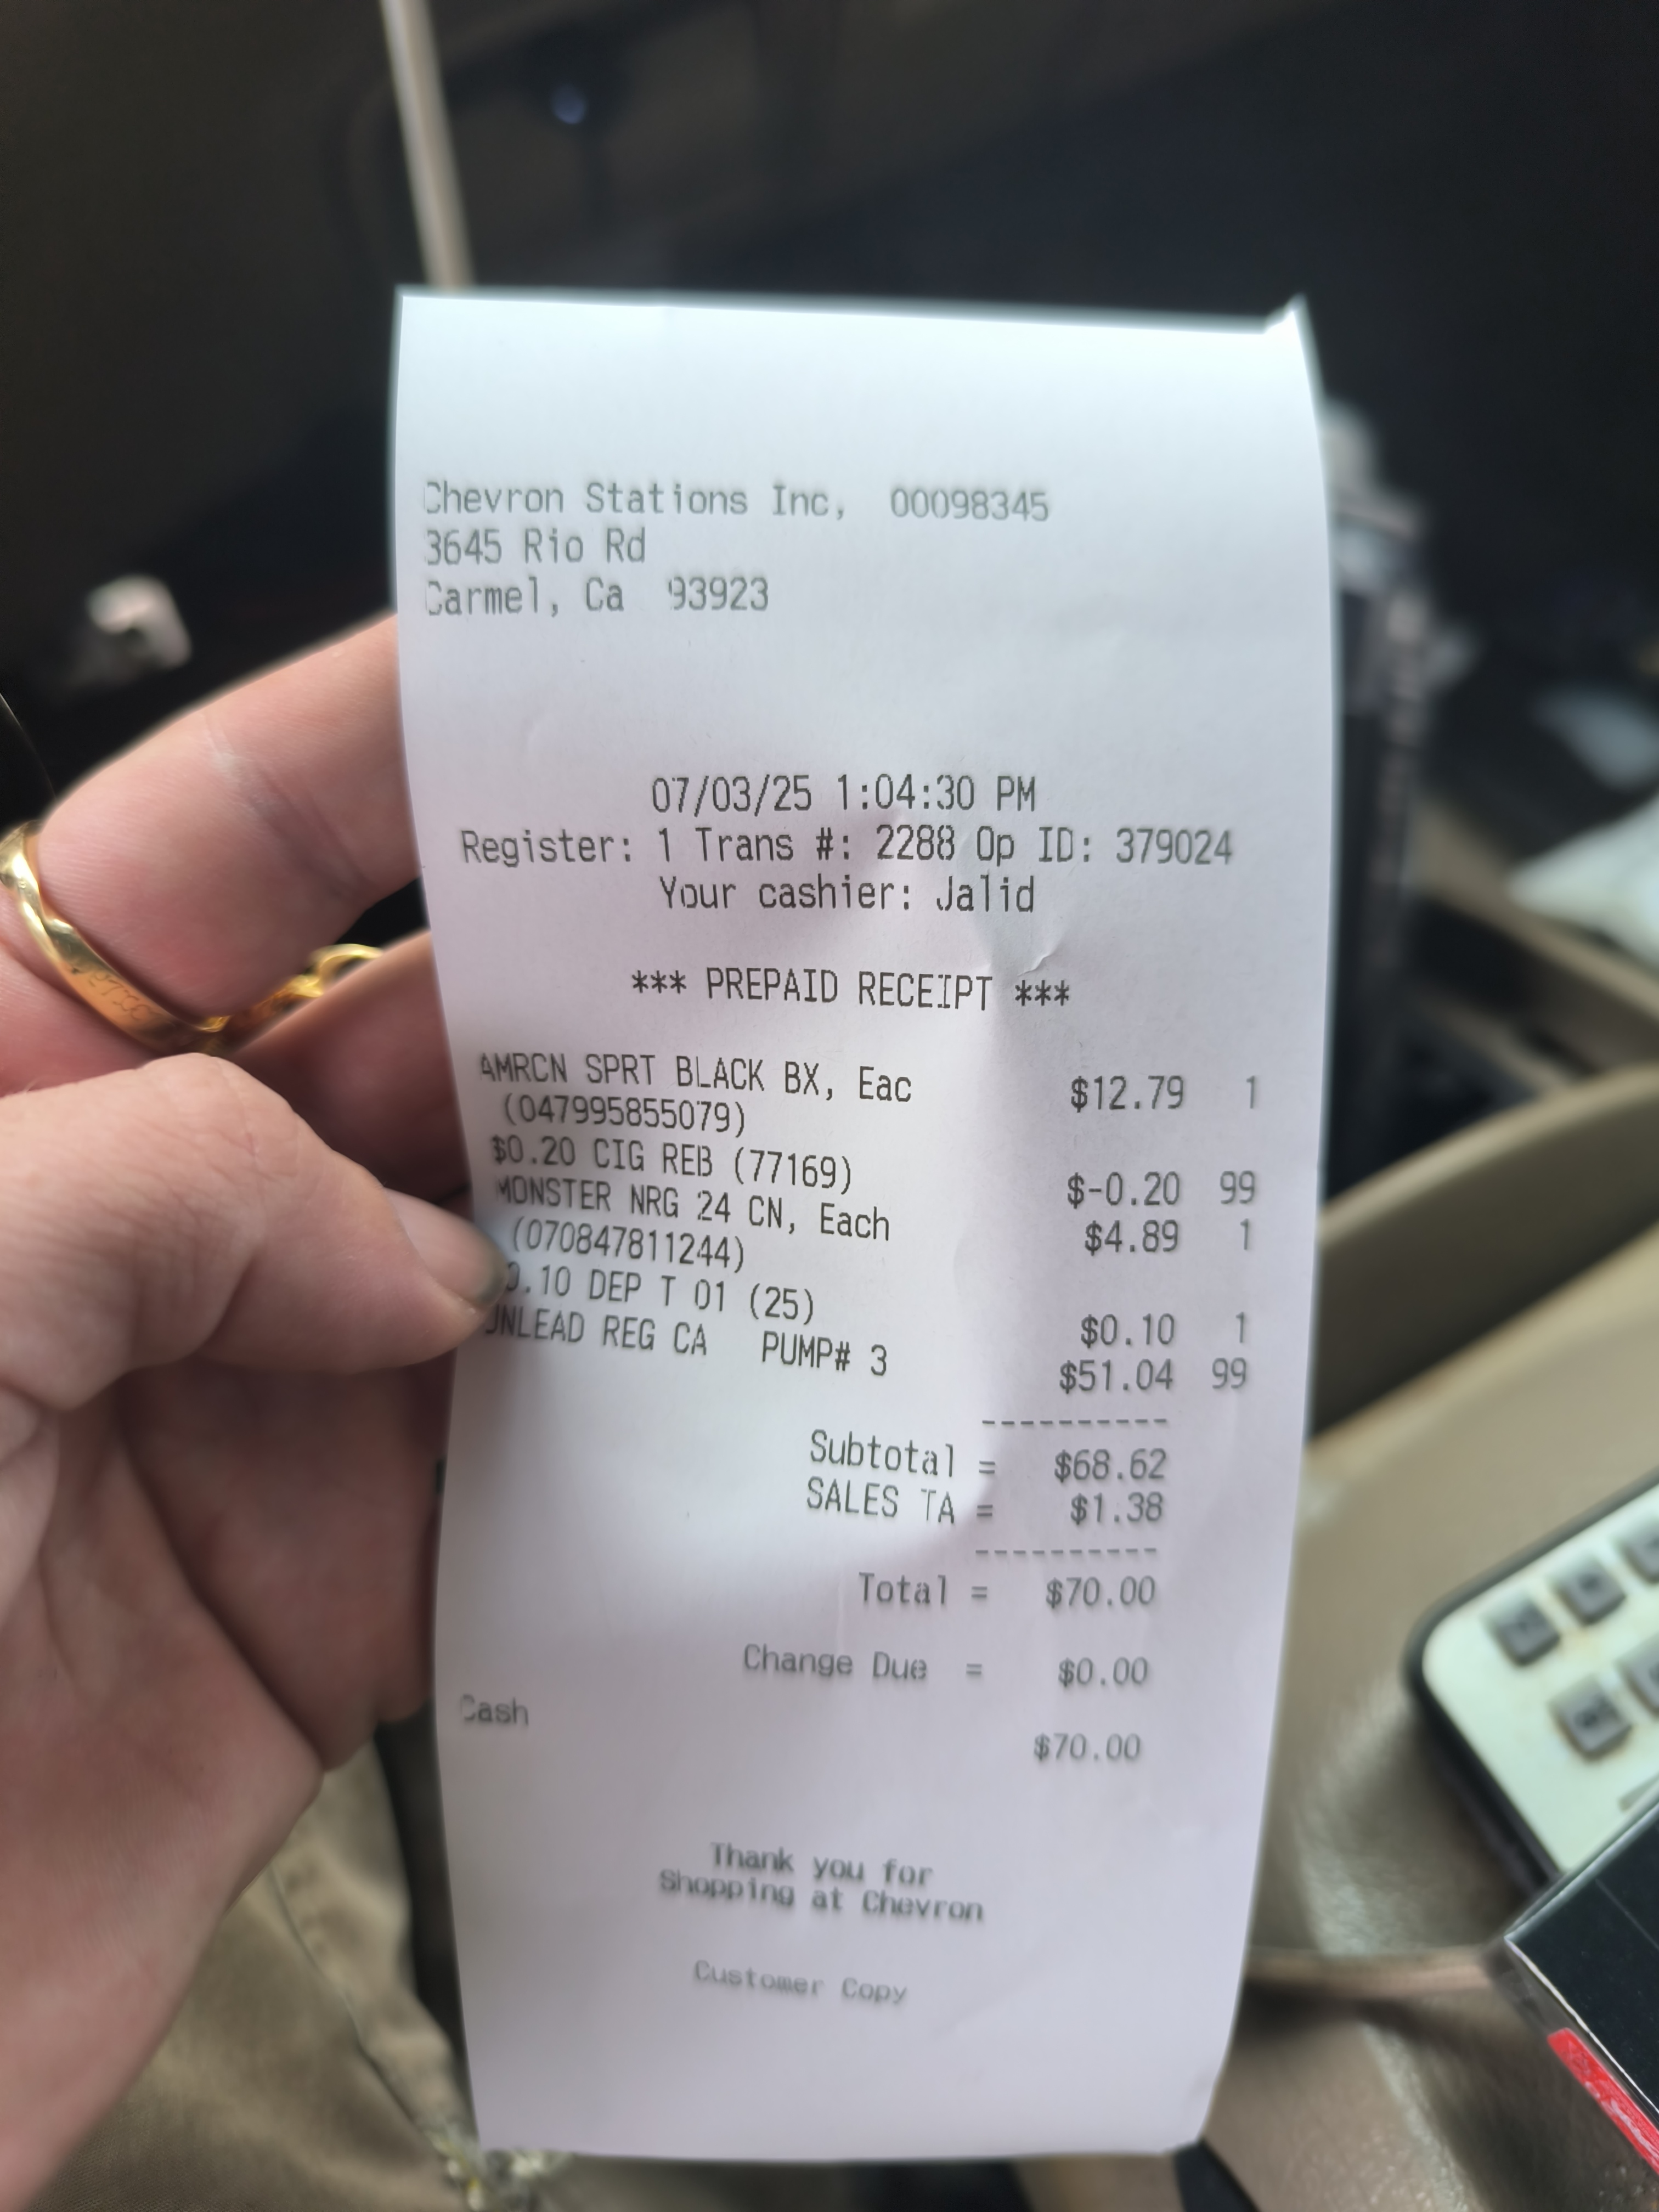 Chevron Stations Inc, 00098345
3645 Rio Rd
Carmel, Ca 93923
07/03/25 1:04:30 PM
Register: 1 Trans #: 2288 Op ID: 379024
Your cashier: Jalid
*** PREPAID RECEIPT ***
AMRCN SPRT BLACK BX, Eac $12.79 1
(047995855079)
$0.20 CIG REB (77169) $-0.20 99
MONSTER NRG 24 CN, Each $4.89 1
(070847811244)
0.10 DEP T 01 (25) $0.10 1
UNLEAD REG CA PUMP# 3 $51.04 99
----------
Subtotal = $68.62
SALES TA = $1.38
----------
Total = $70.00
Change Due = $0.00
Cash
$70.00
Thank you for
Shopping at Chevron
Customer Copy